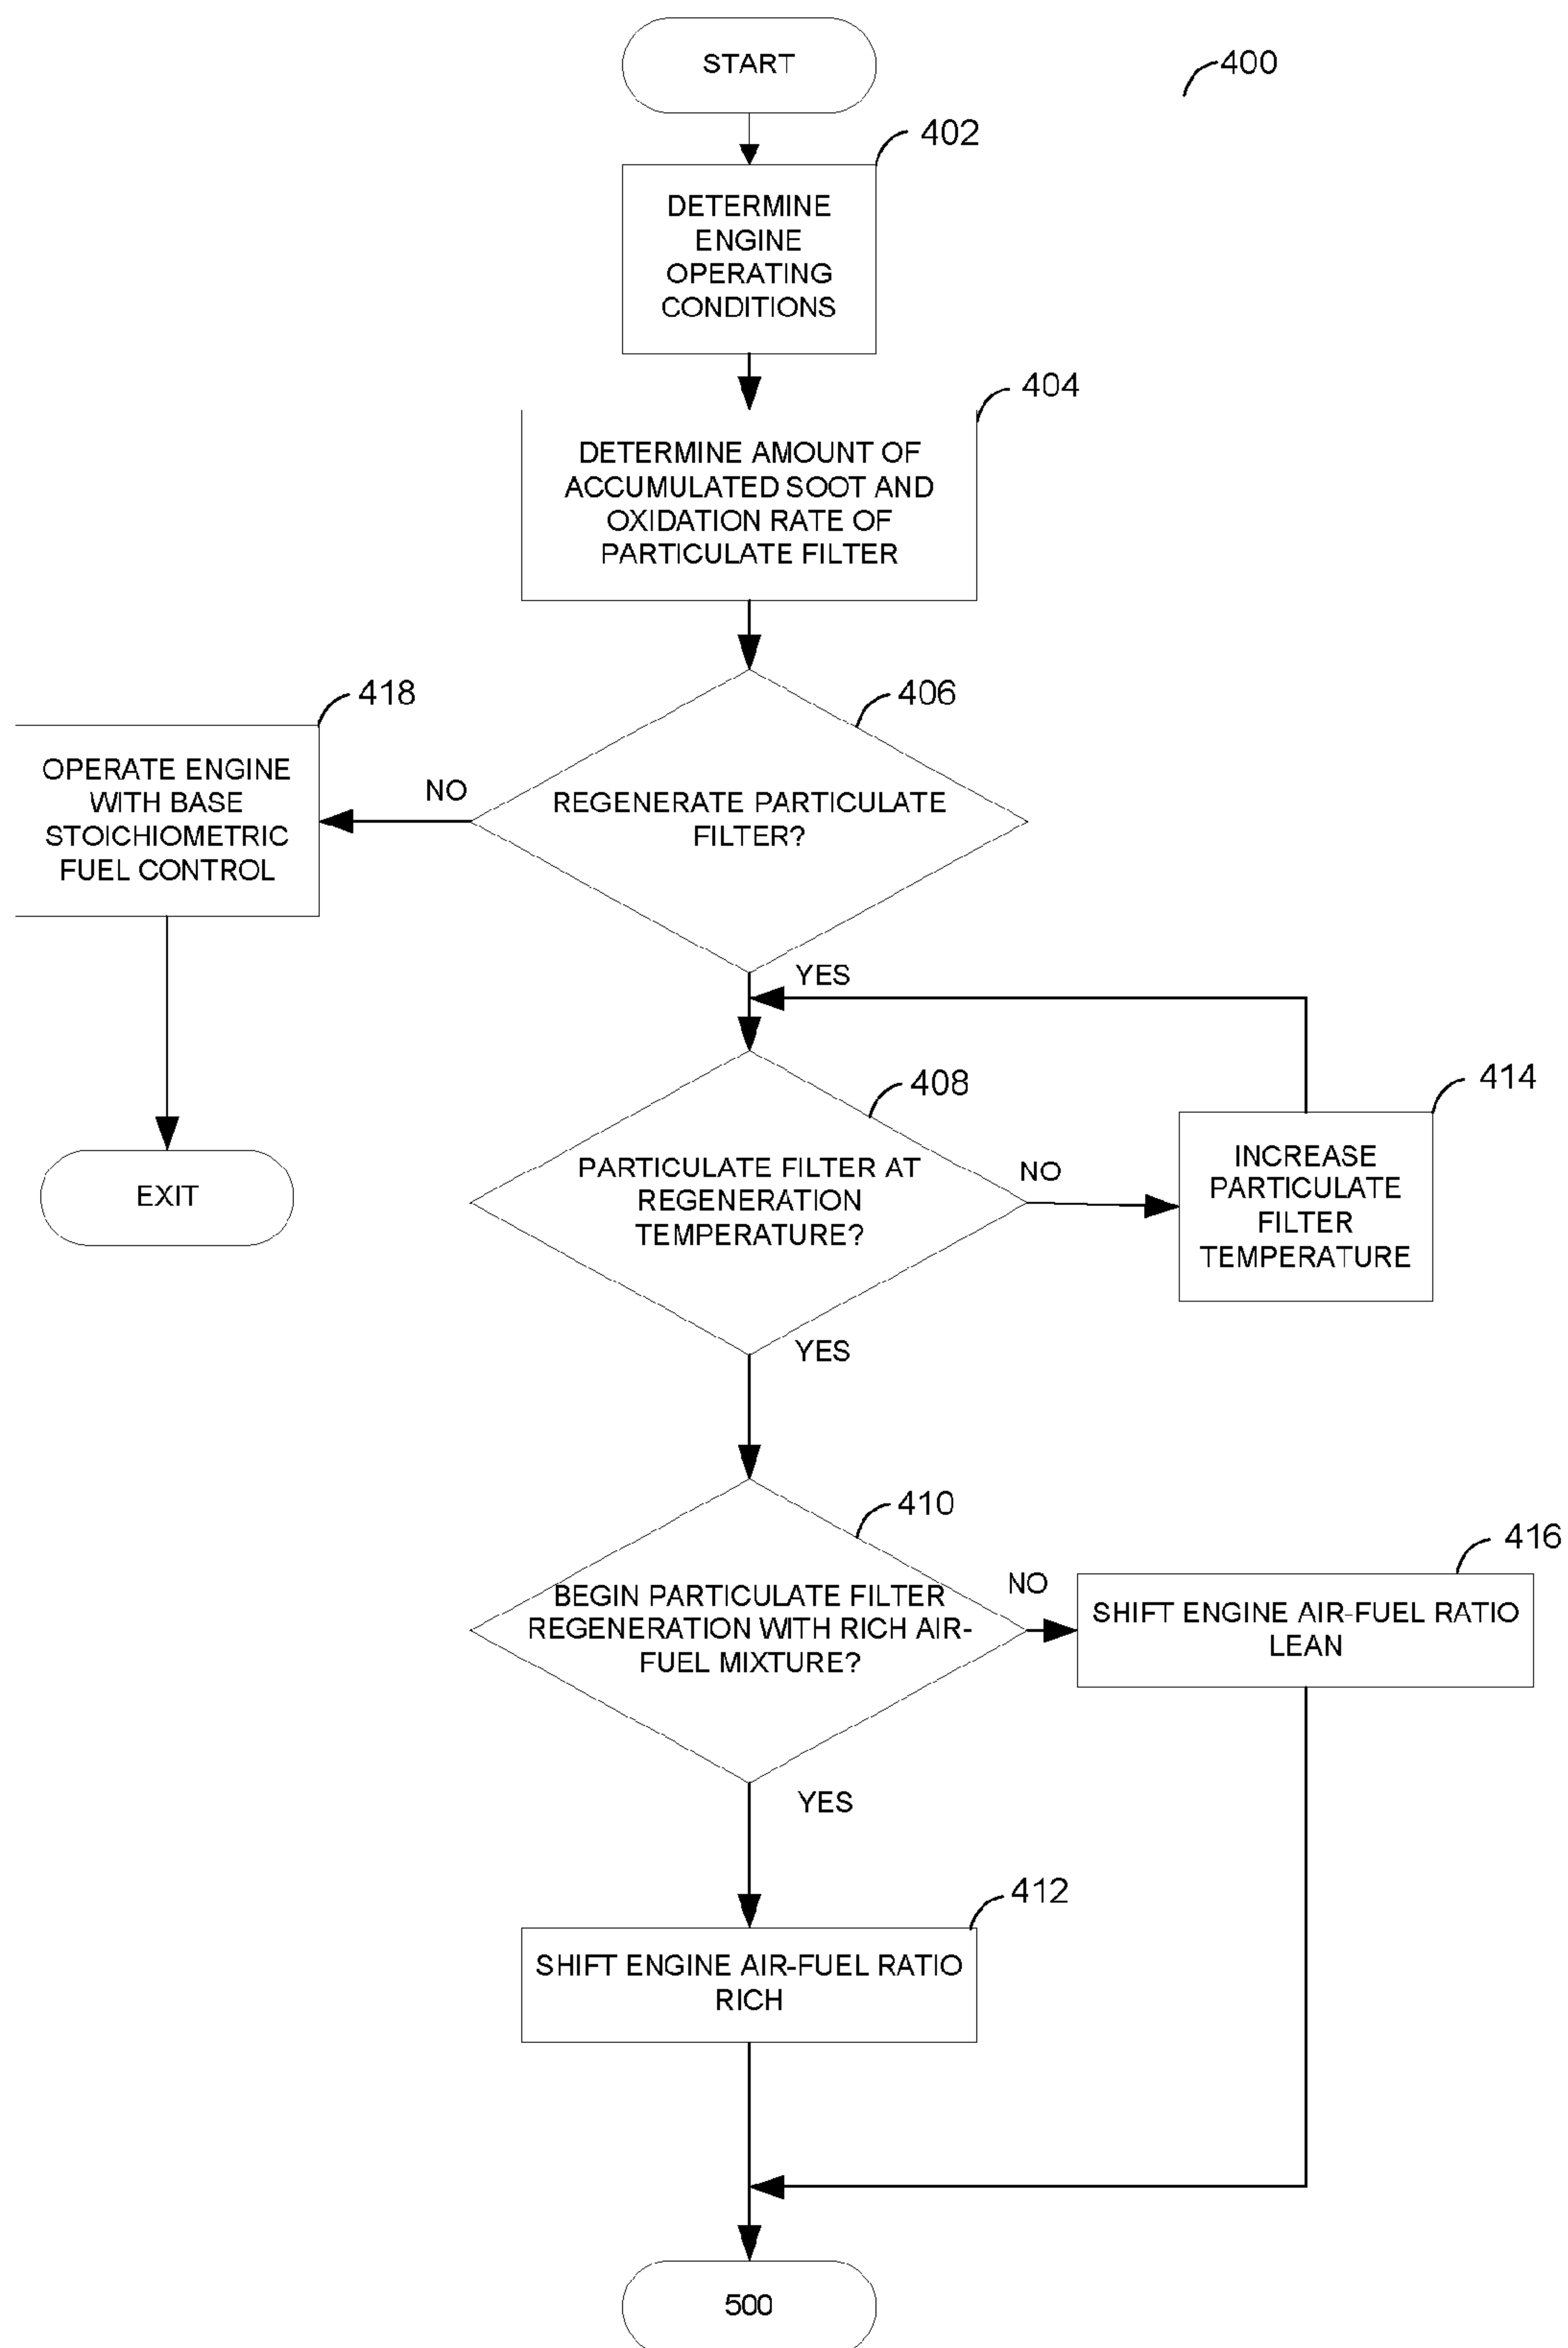 START
400
402
DETERMINE
ENGINE
OPERATING
CONDITIONS
404
DETERMINE AMOUNT OF
ACCUMULATED SOOT AND
OXIDATION RATE OF
PARTICULATE FILTER
406
REGENERATE PARTICULATE
FILTER?
NO
418
OPERATE ENGINE
WITH BASE
STOICHIOMETRIC
FUEL CONTROL
EXIT
YES
408
PARTICULATE FILTER AT
REGENERATION
TEMPERATURE?
NO
414
INCREASE
PARTICULATE
FILTER
TEMPERATURE
YES
410
BEGIN PARTICULATE FILTER
REGENERATION WITH RICH AIR-
FUEL MIXTURE?
NO
416
SHIFT ENGINE AIR-FUEL RATIO
LEAN
YES
412
SHIFT ENGINE AIR-FUEL RATIO
RICH
500